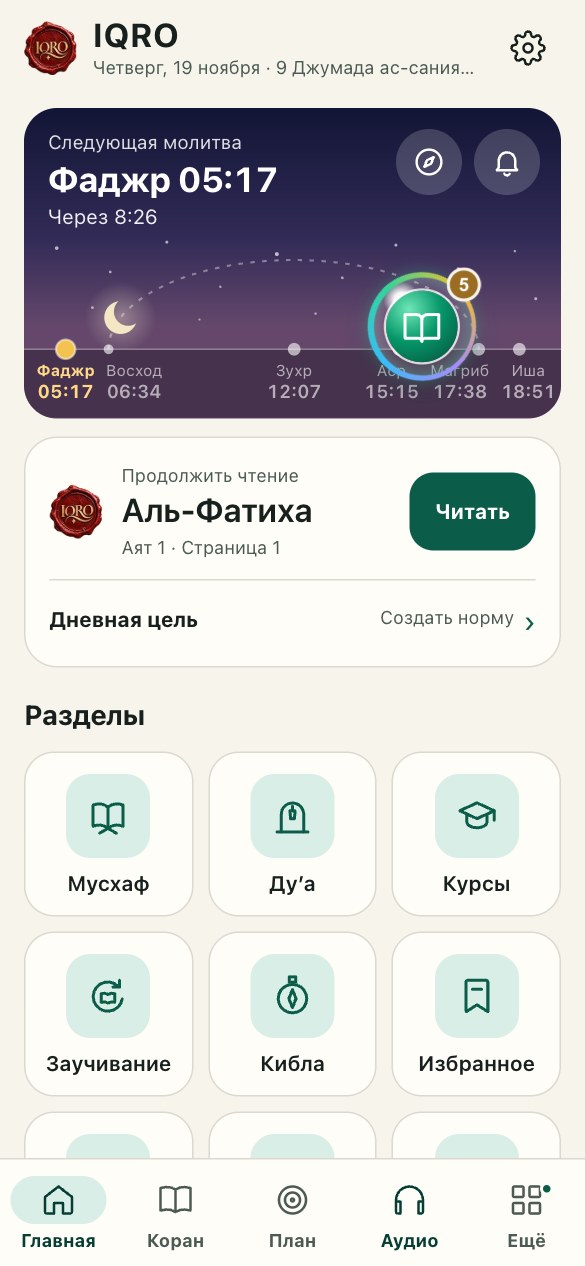 IQRO
IQRO
Четверг, 19 ноября · 9 Джумада ас-сания...
Следующая молитва
Фаджр 05:17
Через 8:26
5
Фаджр Восход Зухр Аср Магриб Иша
05:17 06:34 12:07 15:15 17:38 18:51
Продолжить чтение
IQRO
Аль-Фатиха
Читать
Аят 1 · Страница 1
Дневная цель
Создать норму ›
Разделы
Мусхаф Ду’а Курсы
Заучивание Кибла Избранное
Главная Коран План Аудио Ещё